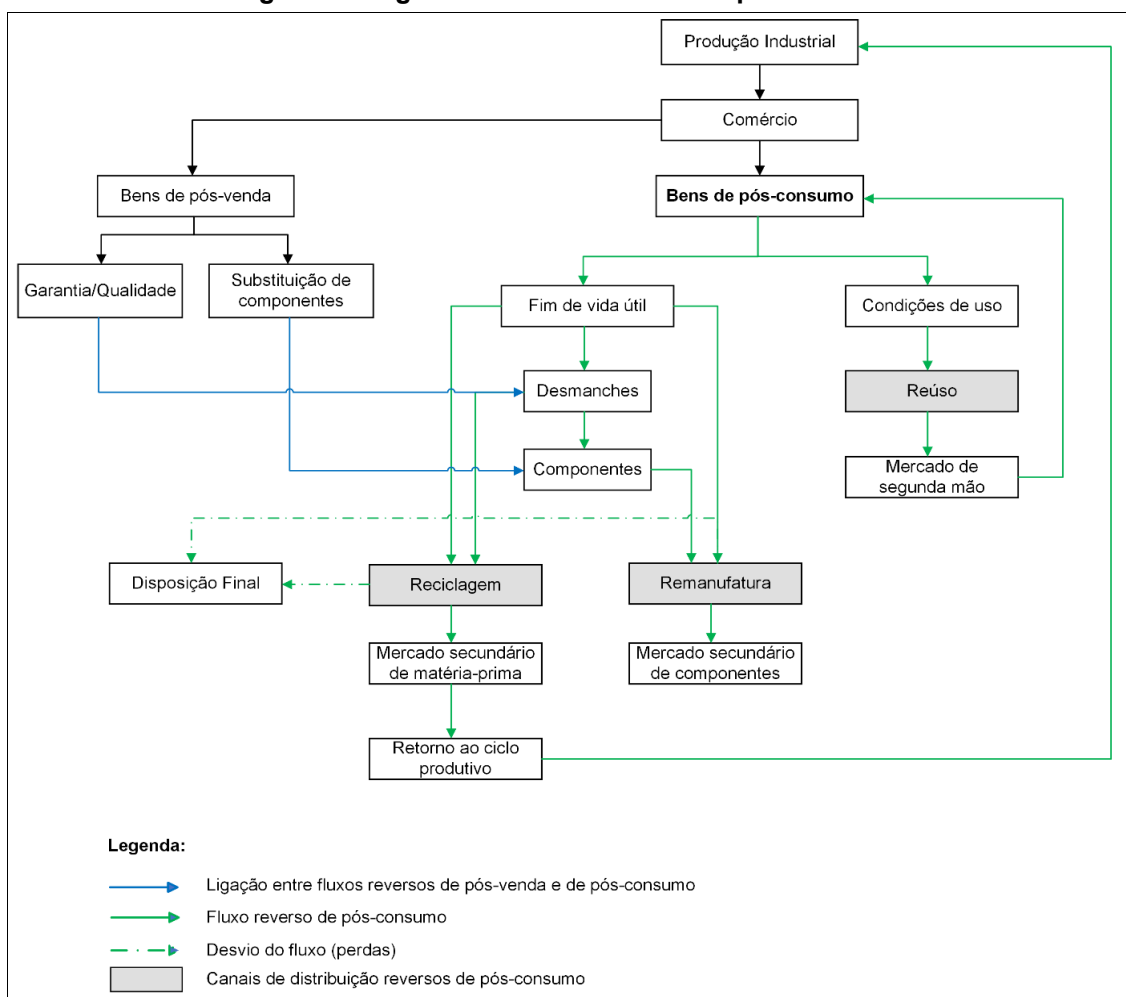 Produção Industrial
Comércio
Bens de pós-venda
Bens de pós-consumo
Garantia/Qualidade
Substituição de
componentes
Fim de vida útil
Condições de uso
Desmanches
Reúso
Componentes
Mercado de
segunda mão
Disposição Final
Reciclagem
Remanufatura
Mercado secundário
de matéria-prima
Mercado secundário
de componentes
Retorno ao ciclo
produtivo
Legenda:
Ligação entre fluxos reversos de pós-venda e de pós-consumo
Fluxo reverso de pós-consumo
Desvio do fluxo (perdas)
Canais de distribuição reversos de pós-consumo